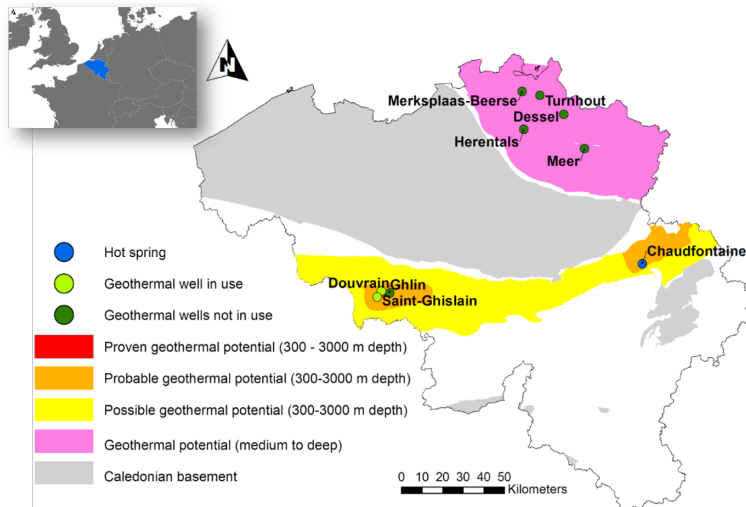 N
Merksplaas-Beerse
Turnhout
Dessel
Herentals
Meer
Chaudfontaine
Hot spring
Geothermal well in use
Geothermal wells not in use
Douvrain
Ghlin
Saint-Ghislain
Proven geothermal potential (300 - 3000 m depth)
Probable geothermal potential (300-3000 m depth)
Possible geothermal potential (300-3000 m depth)
Geothermal potential (medium to deep)
Caledonian basement
0 10 20 30 40 50
Kilometers